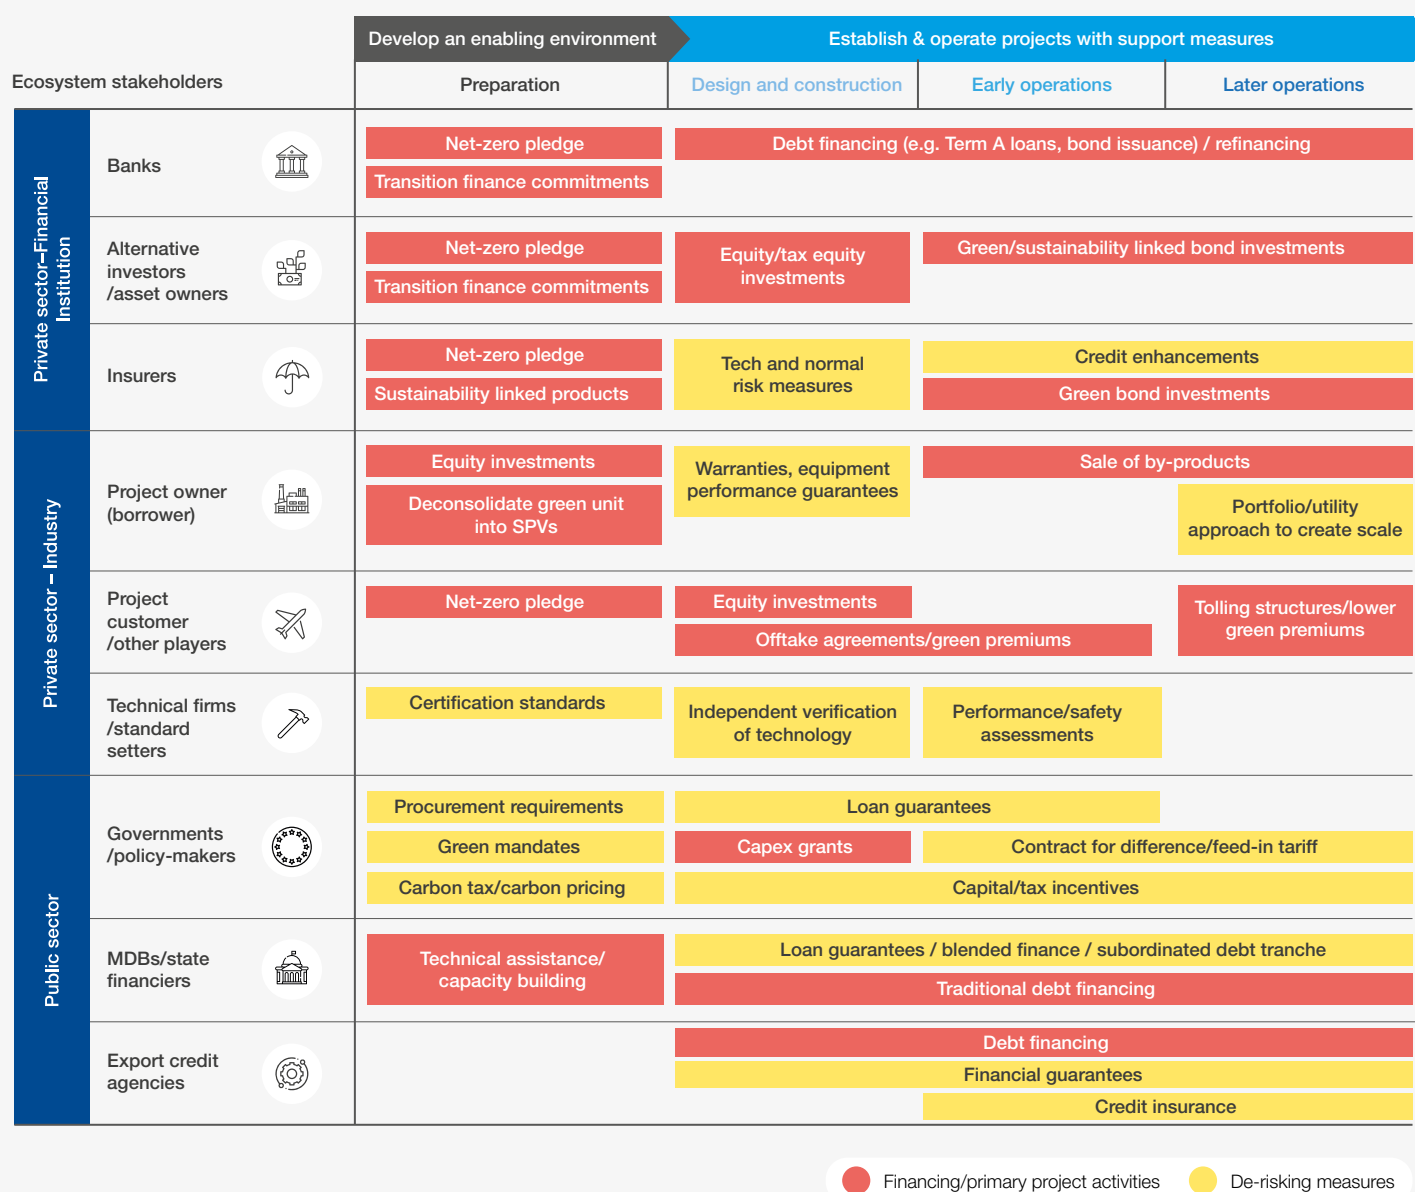 Develop an enabling environment
Establish & operate projects with support measures
Ecosystem stakeholders
Preparation
Design and construction
Early operations
Later operations
Private sector–Financial
Institution
Banks
Net-zero pledge
Transition finance commitments
Debt financing (e.g. Term A loans, bond issuance) / refinancing
Alternative
investors
/asset owners
Net-zero pledge
Transition finance commitments
Equity/tax equity
investments
Green/sustainability linked bond investments
Insurers
Net-zero pledge
Sustainability linked products
Tech and normal
risk measures
Credit enhancements
Green bond investments
Private sector – Industry
Project owner
(borrower)
Equity investments
Deconsolidate green unit
into SPVs
Warranties, equipment
performance guarantees
Sale of by-products
Portfolio/utility
approach to create scale
Project
customer
/other players
Net-zero pledge
Equity investments
Offtake agreements/green premiums
Tolling structures/lower
green premiums
Technical firms
/standard
setters
Certification standards
Independent verification
of technology
Performance/safety
assessments
Public sector
Governments
/policy-makers
Procurement requirements
Green mandates
Carbon tax/carbon pricing
Loan guarantees
Capex grants
Contract for difference/feed-in tariff
Capital/tax incentives
MDBs/state
financiers
Technical assistance/
capacity building
Loan guarantees / blended finance / subordinated debt tranche
Traditional debt financing
Export credit
agencies
Debt financing
Financial guarantees
Credit insurance
Financing/primary project activities
De-risking measures